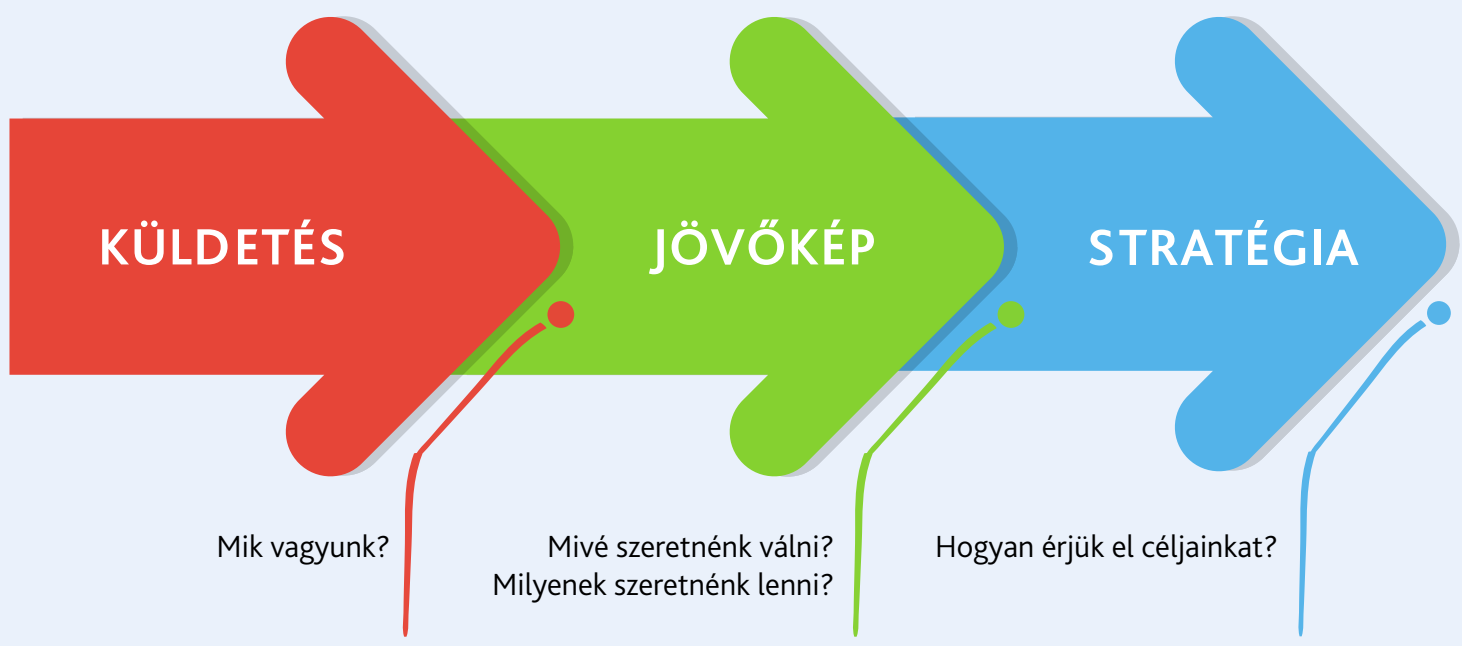 KÜLDETÉS
JÖVŐKÉP
STRATÉGIA
Mik vagyunk?
Mivé szeretnénk válni?
Milyenek szeretnénk lenni?
Hogyan érjük el céljainkat?